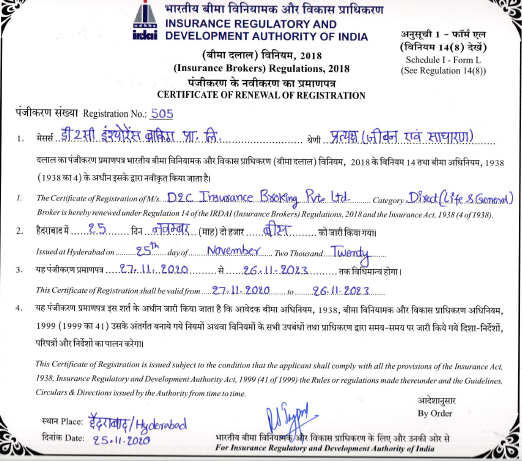 भारतीय बीमा विनियामक और विकास प्राधिकरण
INSURANCE REGULATORY AND
DEVELOPMENT AUTHORITY OF INDIA
irdai
(बीमा दलाल) विनियम, 2018
(Insurance Brokers) Regulations, 2018
अनुसूची I - फॉर्म एल
(विनियम 14(8) देखें)
Schedule I - Form L
(See Regulation 14(8))
पंजीकरण के नवीकरण का प्रमाणपत्र
CERTIFICATE OF RENEWAL OF REGISTRATION
पंजीकरण संख्या Registration No.: 505
1. मेसर्स डी2सी इंश्योरेंस ब्रोकिंग प्रा. लि. श्रेणी प्रत्यक्ष (जीवन एवं साधारण)
दलाल का पंजीकरण प्रमाणपत्र भारतीय बीमा विनियामक और विकास प्राधिकरण (बीमा दलाल) विनियम, 2018 के विनियम 14 तथा बीमा अधिनियम, 1938
(1938 का 4) के अधीन इसके द्वारा नवीकृत किया जाता है।
1. The Certificate of Registration of M/s. D2C Insurance Broking Pvt. Ltd. Category Direct (Life & General)
Broker is hereby renewed under Regulation 14 of the IRDAI (Insurance Brokers) Regulations, 2018 and the Insurance Act, 1938 (4 of 1938).
2. हैदराबाद में 25 दिन नवम्बर (माह) दो हजार बीस को जारी किया गया।
Issued at Hyderabad on 25th day of November Two Thousand Twenty
3. यह पंजीकरण प्रमाणपत्र 27.11.2020 से 26.11.2023 तक विधिमान्य होगा।
This Certificate of Registration shall be valid from 27.11.2020 to 26.11.2023
4. यह पंजीकरण प्रमाणपत्र इस शर्त के अधीन जारी किया जाता है कि आवेदक बीमा अधिनियम, 1938, बीमा विनियामक और विकास प्राधिकरण अधिनियम,
1999 (1999 का 41) उसके अंतर्गत बनाये गये नियमों अथवा विनियमों के सभी उपबंधों तथा प्राधिकरण द्वारा समय-समय पर जारी किये गये दिशा-निर्देशों,
परिपत्रों और निर्देशों का पालन करेगा।
This Certificate of Registration is issued subject to the condition that the applicant shall comply with all the provisions of the Insurance Act,
1938, Insurance Regulatory and Development Authority Act, 1999 (41 of 1999) the Rules or regulations made thereunder and the Guidelines,
Circulars & Directions issued by the Authority from time to time.
आदेशानुसार
By Order
स्थान Place: हैदराबाद/Hyderabad
दिनांक Date: 25.11.2020
भारतीय बीमा विनियामक और विकास प्राधिकरण के लिए और उनकी ओर से
For Insurance Regulatory and Development Authority of India